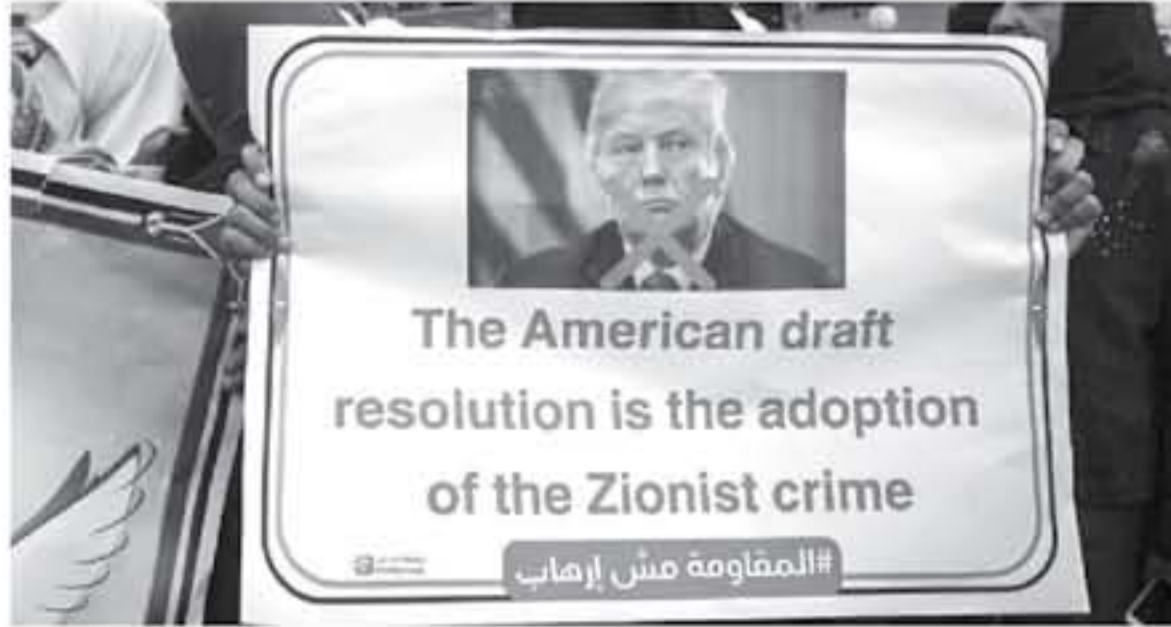 The American draft
resolution is the adoption
of the Zionist crime
#المقاومة مش إرهاب